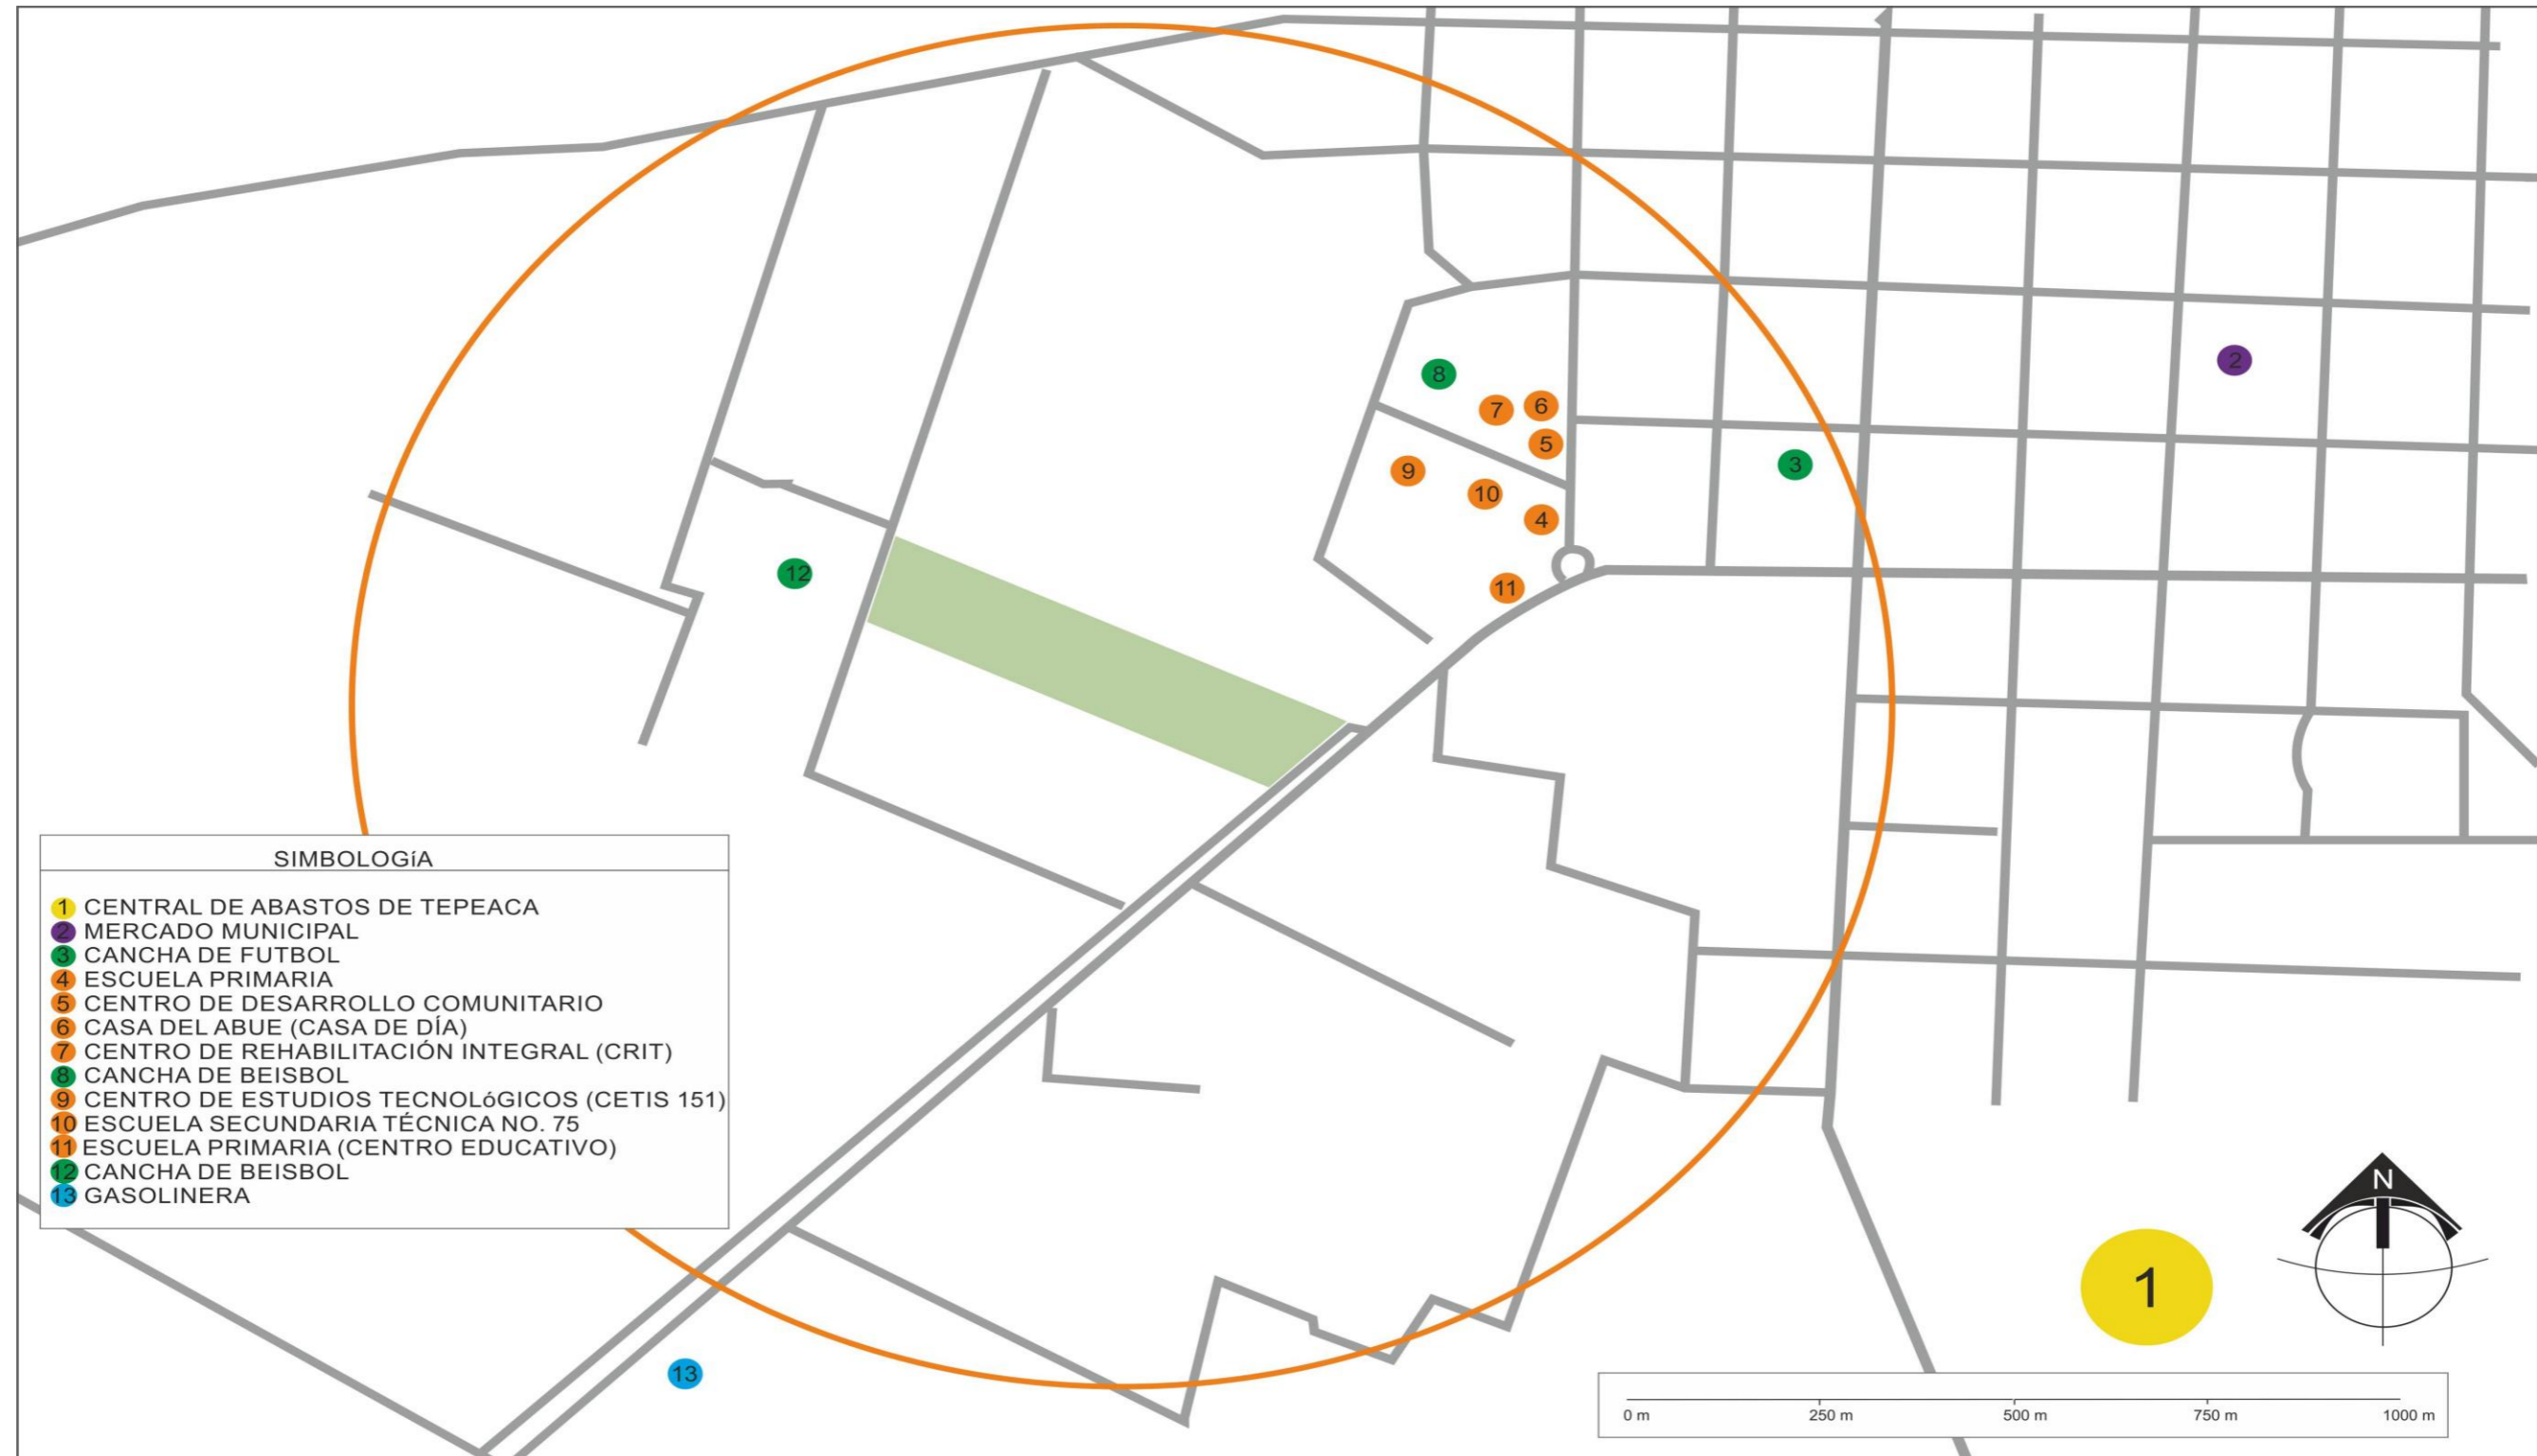 2
8
7
6
5
3
9
10
4
12
11
SIMBOLOGíA
1 CENTRAL DE ABASTOS DE TEPEACA
2 MERCADO MUNICIPAL
3 CANCHA DE FUTBOL
4 ESCUELA PRIMARIA
5 CENTRO DE DESARROLLO COMUNITARIO
6 CASA DEL ABUE (CASA DE DÍA)
7 CENTRO DE REHABILITACIÓN INTEGRAL (CRIT)
8 CANCHA DE BEISBOL
9 CENTRO DE ESTUDIOS TECNOLóGICOS (CETIS 151)
10 ESCUELA SECUNDARIA TÉCNICA NO. 75
11 ESCUELA PRIMARIA (CENTRO EDUCATIVO)
12 CANCHA DE BEISBOL
13 GASOLINERA
N
1
13
0 m 250 m 500 m 750 m 1000 m